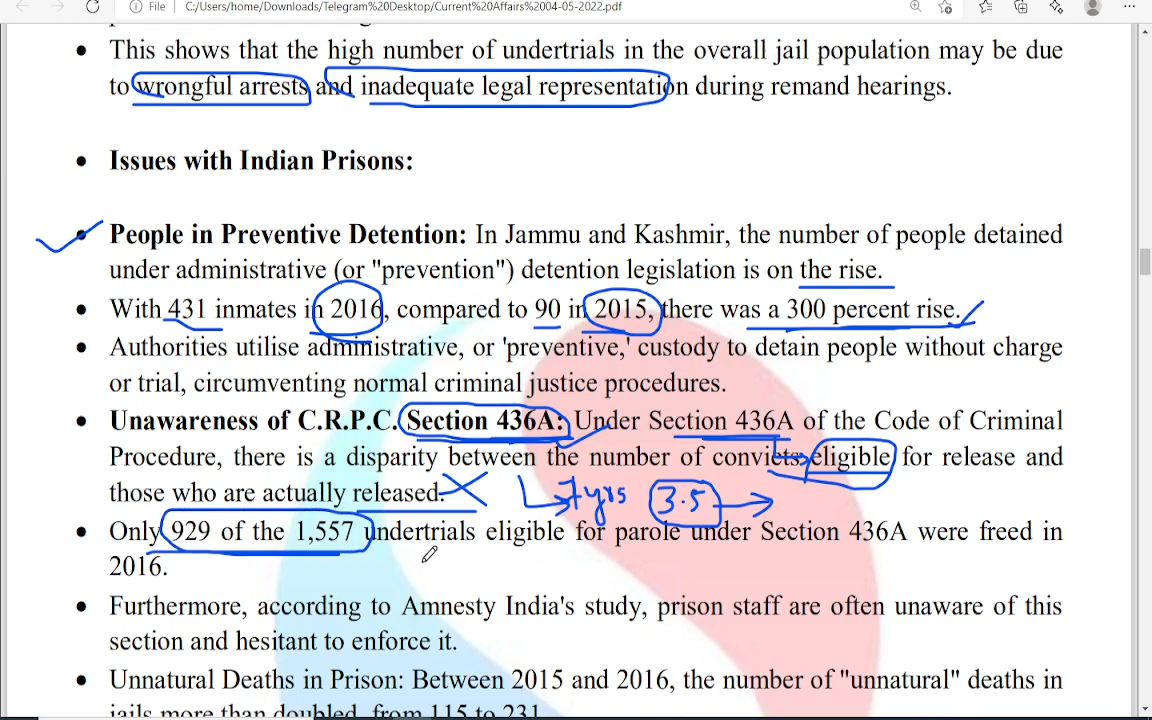 File C:/Users/home/Downloads/Telegram%20Desktop/Current%20Affairs%2004-05-2022.pdf
• This shows that the high number of undertrials in the overall jail population may be due
to wrongful arrests and inadequate legal representation during remand hearings.
• Issues with Indian Prisons:
• People in Preventive Detention: In Jammu and Kashmir, the number of people detained
under administrative (or "prevention") detention legislation is on the rise.
• With 431 inmates in 2016, compared to 90 in 2015, there was a 300 percent rise.
• Authorities utilise administrative, or 'preventive,' custody to detain people without charge
or trial, circumventing normal criminal justice procedures.
• Unawareness of C.R.P.C. Section 436A: Under Section 436A of the Code of Criminal
Procedure, there is a disparity between the number of convicts eligible for release and
those who are actually released.
7yrs 3.5
• Only 929 of the 1,557 undertrials eligible for parole under Section 436A were freed in
2016.
• Furthermore, according to Amnesty India's study, prison staff are often unaware of this
section and hesitant to enforce it.
• Unnatural Deaths in Prison: Between 2015 and 2016, the number of "unnatural" deaths in
jails more than doubled, from 115 to 231.